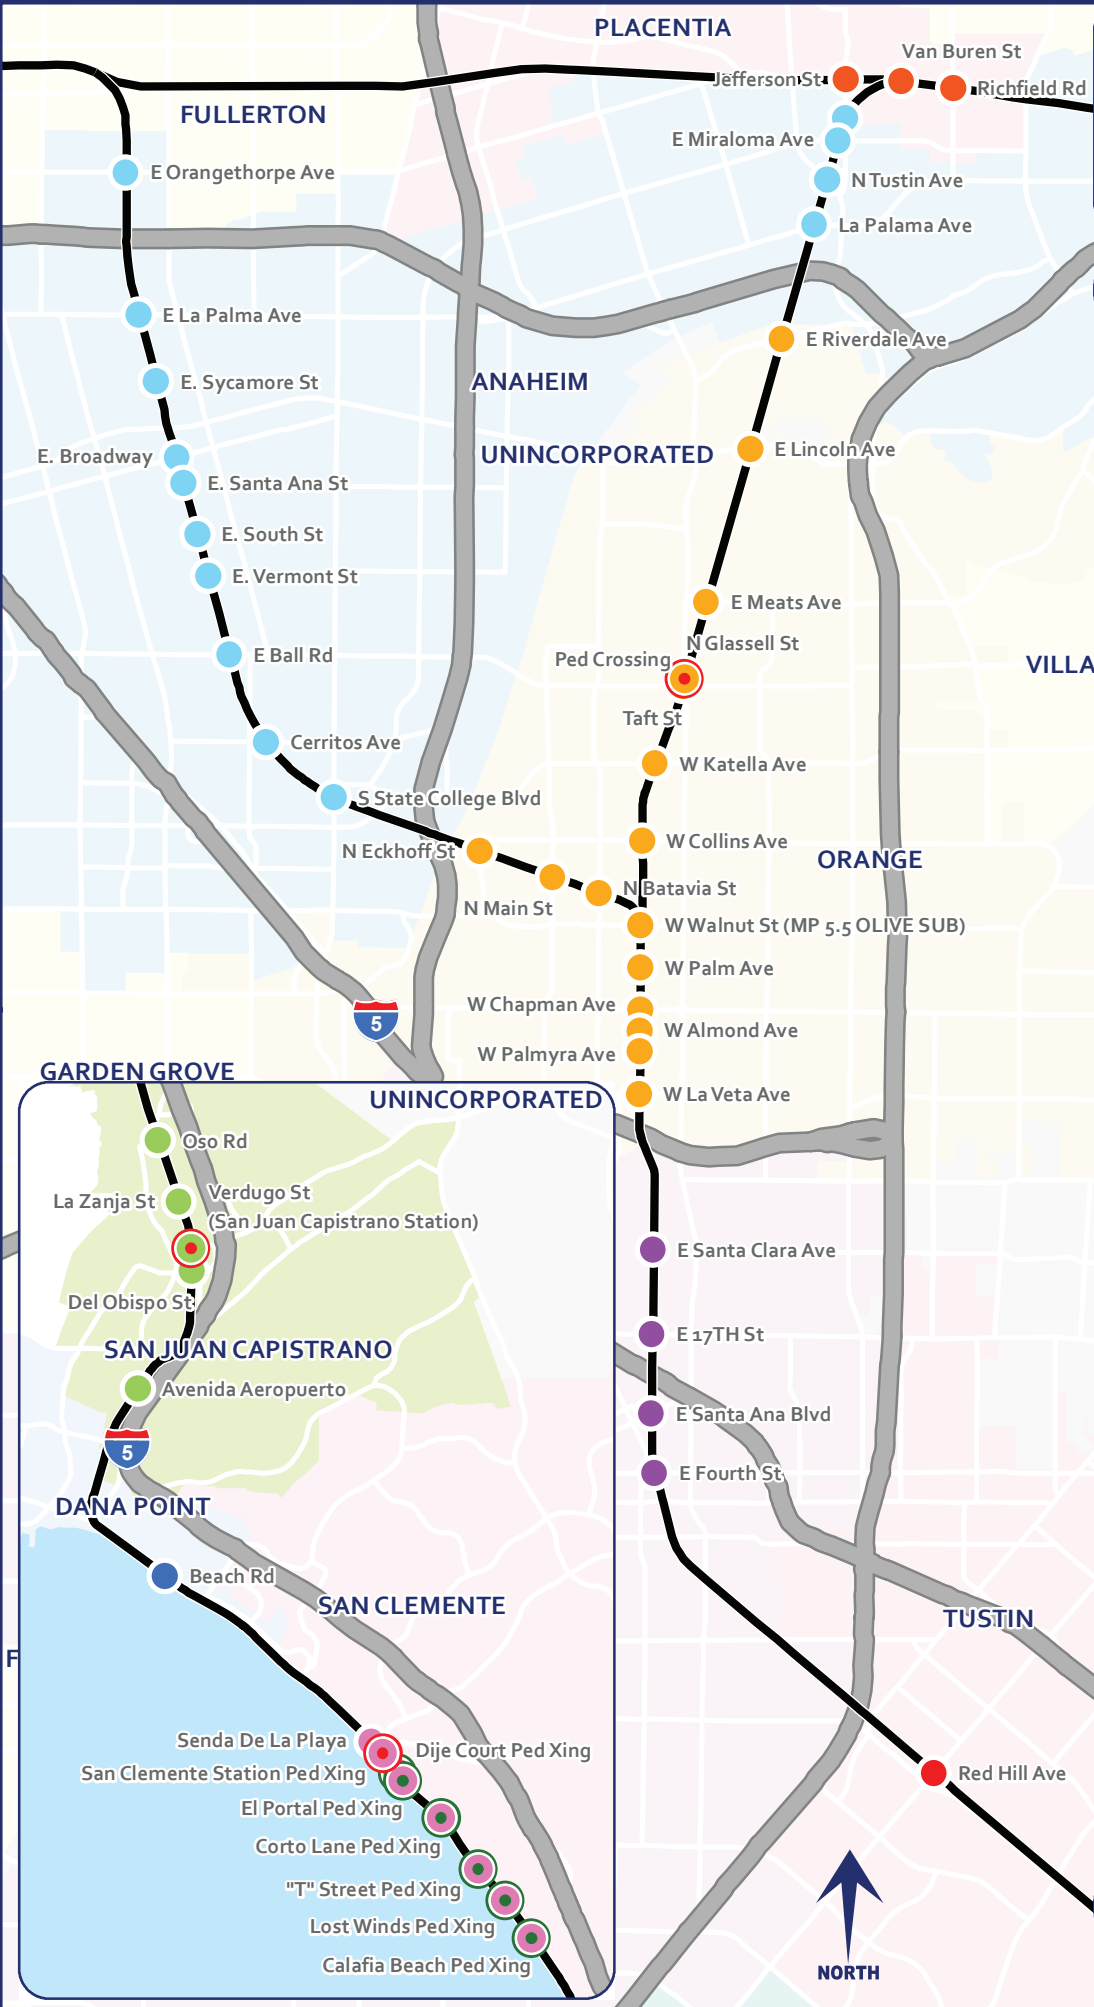 PLACENTIA
Van Buren St
Jefferson St
Richfield Rd
FULLERTON
E Miraloma Ave
E Orangethorpe Ave
N Tustin Ave
La Palama Ave
E La Palma Ave
E Riverdale Ave
E. Sycamore St
ANAHEIM
E. Broadway
UNINCORPORATED
E Lincoln Ave
E. Santa Ana St
E. South St
E. Vermont St
E Meats Ave
N Glassell St
E Ball Rd
Ped Crossing
VILLA
Taft St
Cerritos Ave
W Katella Ave
S State College Blvd
W Collins Ave
N Eckhoff St
ORANGE
N Batavia St
N Main St
W Walnut St (MP 5.5 OLIVE SUB)
W Palm Ave
W Chapman Ave
5
W Almond Ave
W Palmyra Ave
GARDEN GROVE
W La Veta Ave
UNINCORPORATED
Oso Rd
La Zanja St
Verdugo St
(San Juan Capistrano Station)
E Santa Clara Ave
Del Obispo St
E 17TH St
SAN JUAN CAPISTRANO
Avenida Aeropuerto
E Santa Ana Blvd
5
E Fourth St
DANA POINT
Beach Rd
SAN CLEMENTE
TUSTIN
F
Senda De La Playa
Dije Court Ped Xing
San Clemente Station Ped Xing
Red Hill Ave
El Portal Ped Xing
Corto Lane Ped Xing
"T" Street Ped Xing
Lost Winds Ped Xing
Calafia Beach Ped Xing
NORTH